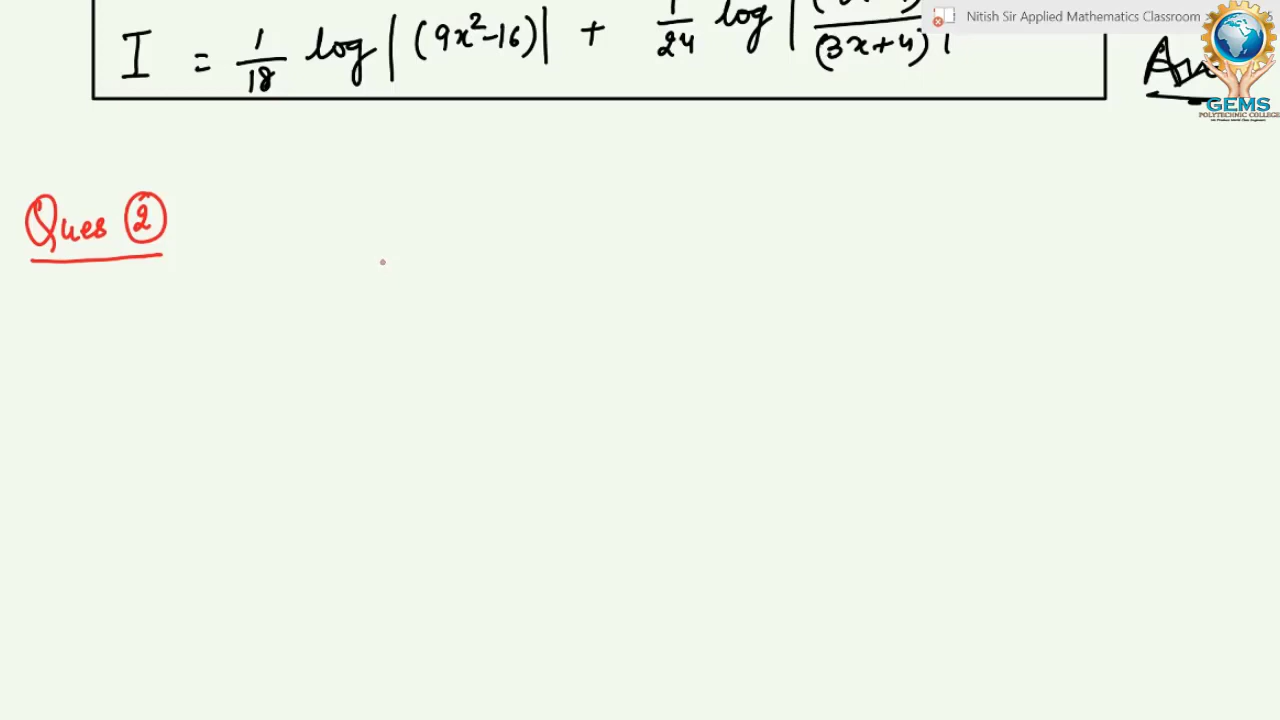 Nitish Sir Applied Mathematics Classroom
I = 1/18 log|(9x²-16)| + 1/24 log| /(3x+4)|
GEMS
POLYTECHNIC COLLEGE
Ques ②